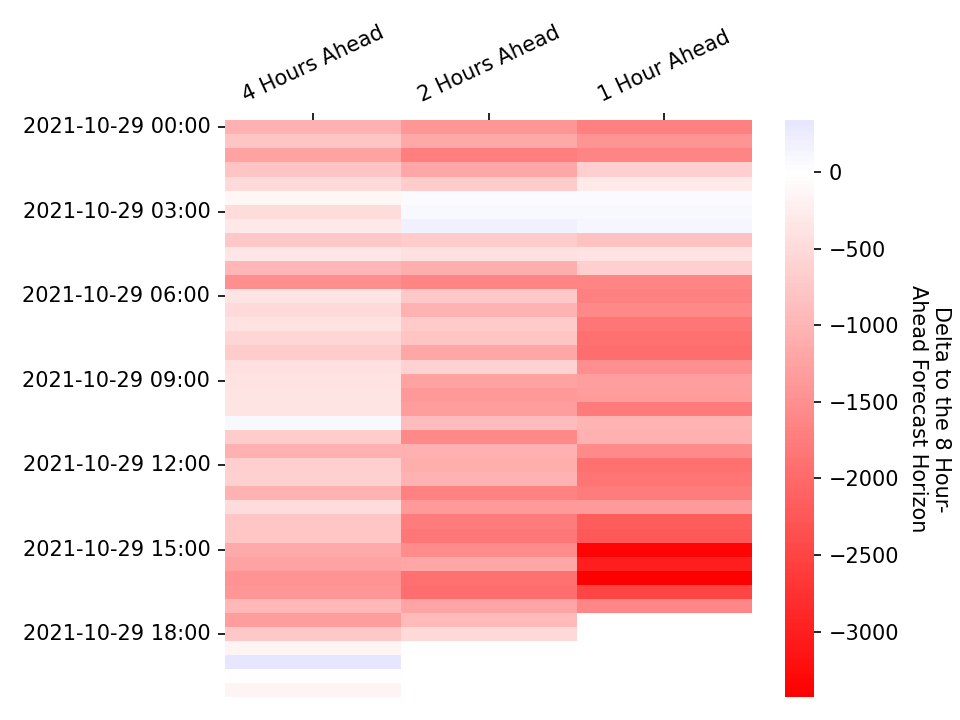 4 Hours Ahead
2 Hours Ahead
1 Hour Ahead
2021-10-29 00:00
2021-10-29 03:00
2021-10-29 06:00
2021-10-29 09:00
2021-10-29 12:00
2021-10-29 15:00
2021-10-29 18:00
0
−500
−1000
−1500
−2000
−2500
−3000
Delta to the 8 Hour-
Ahead Forecast Horizon